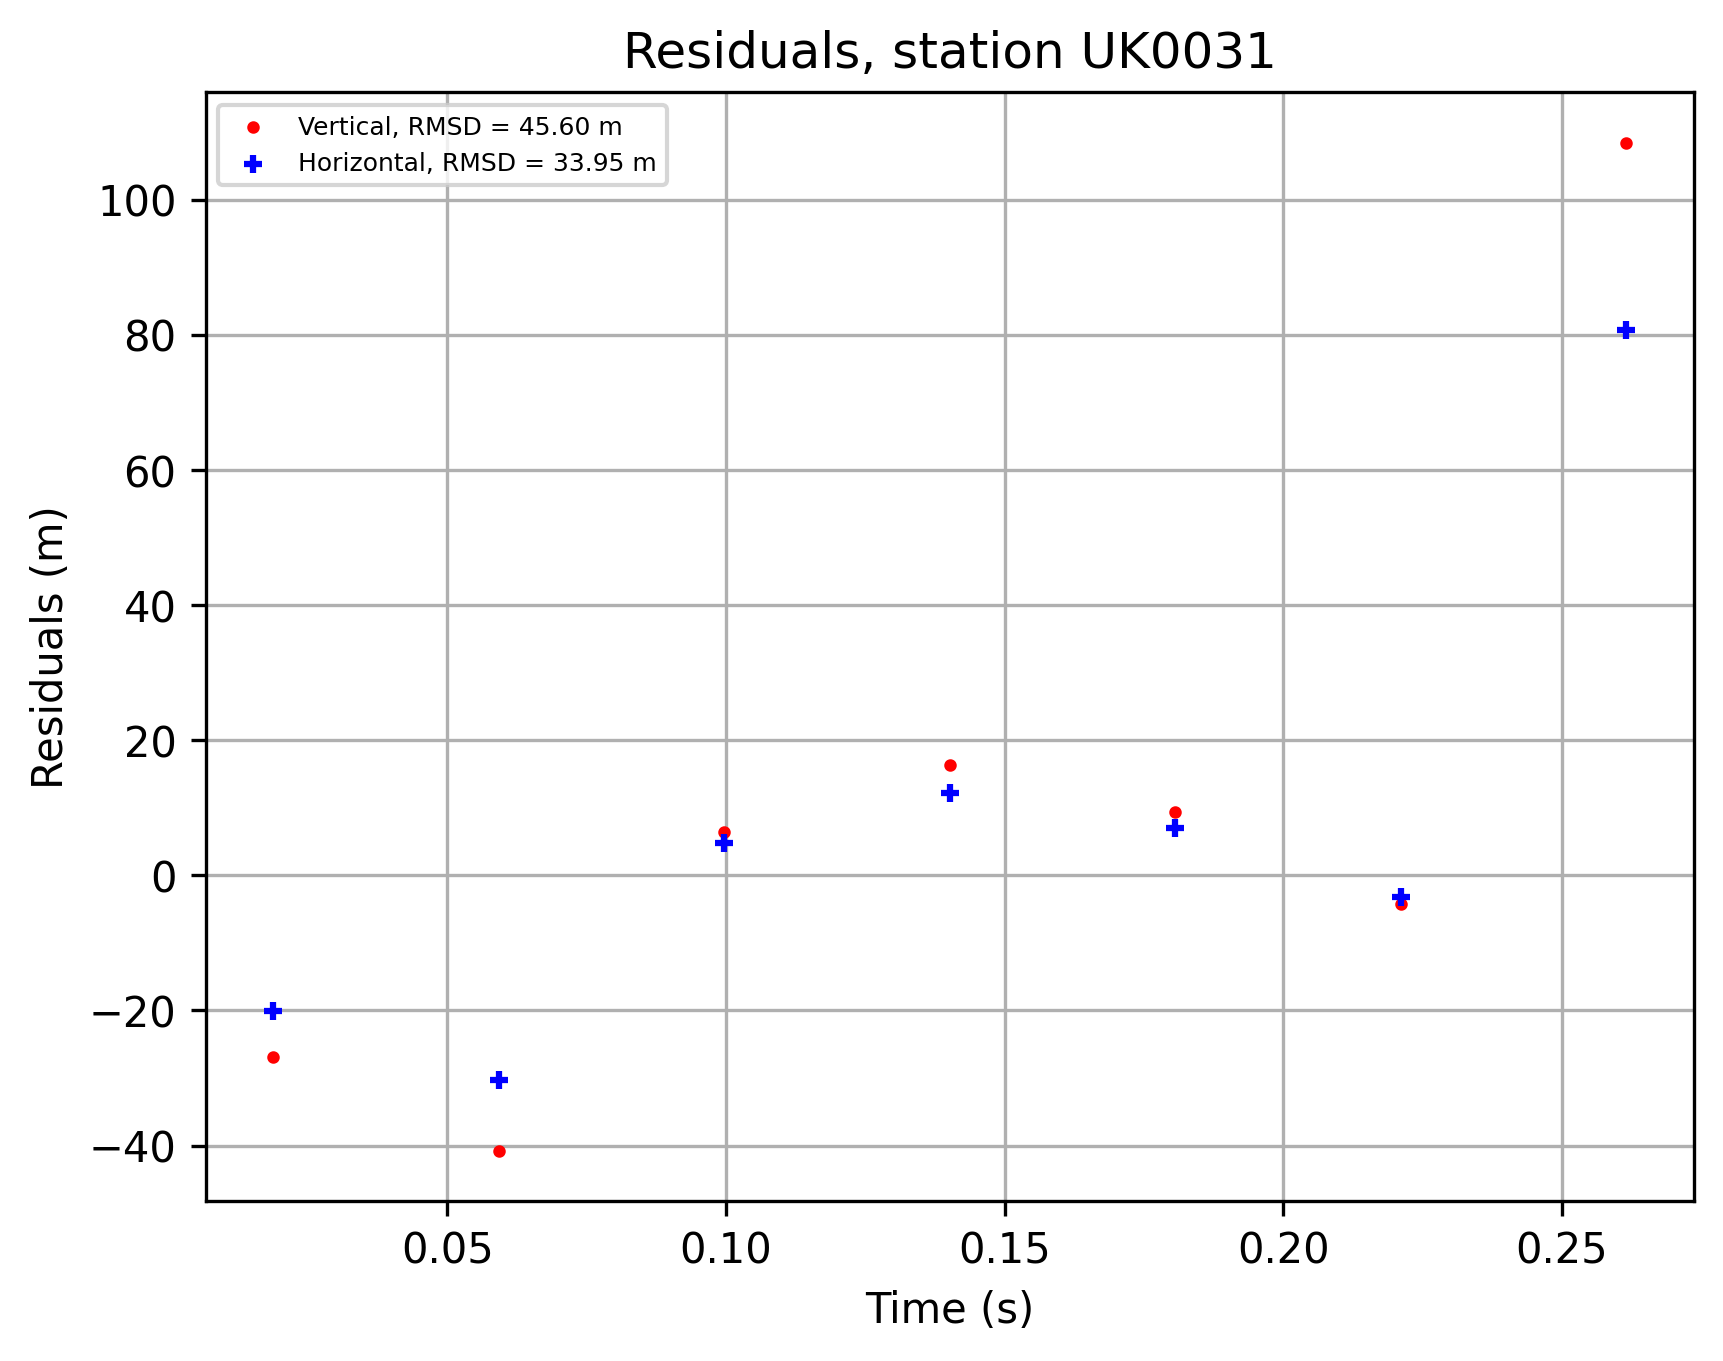 Residuals, station UK0031
Vertical, RMSD = 45.60 m
Horizontal, RMSD = 33.95 m
100
80
60
40
20
0
−20
−40
Residuals (m)
0.05 0.10 0.15 0.20 0.25
Time (s)